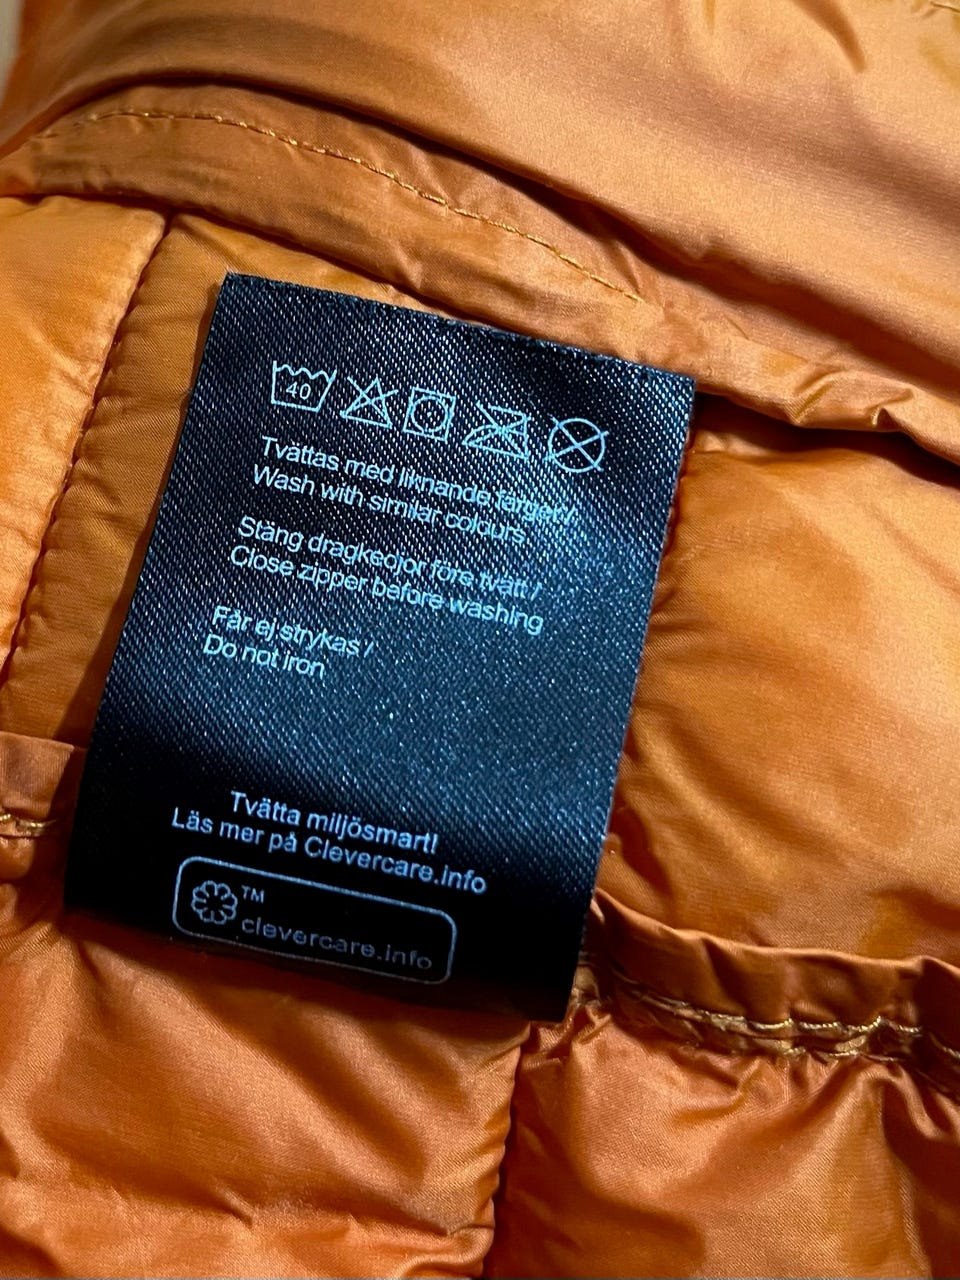 40
Tvättas med liknande färger /
Wash with similar colours
Stäng dragkedjor före tvätt /
Close zipper before washing
Får ej strykas /
Do not iron
Tvätta miljösmart!
Läs mer på Clevercare.info
TM
clevercare.info